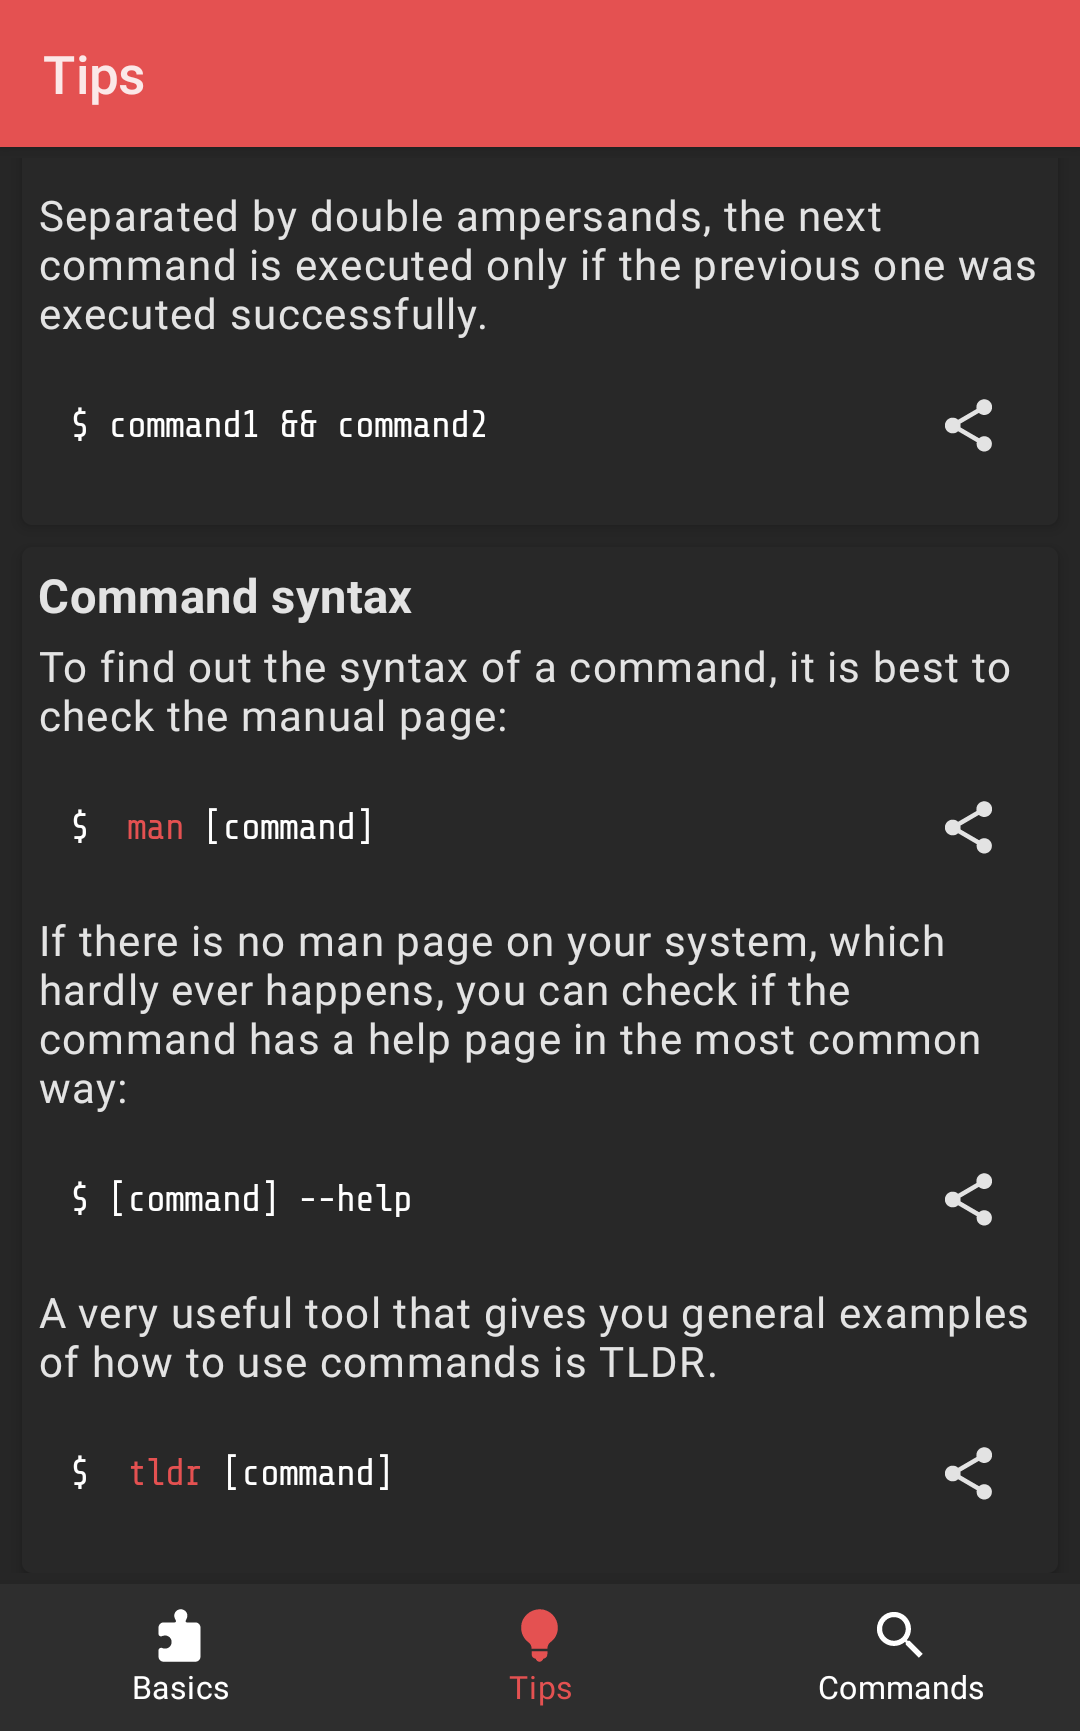 Tips
Separated by double ampersands, the next
command is executed only if the previous one was
executed successfully.
$ command1 && command2
Command syntax
To find out the syntax of a command, it is best to
check the manual page:
$ man [command]
If there is no man page on your system, which
hardly ever happens, you can check if the
command has a help page in the most common
way:
$ [command] --help
A very useful tool that gives you general examples
of how to use commands is TLDR.
$ tldr [command]
Basics
Tips
Commands